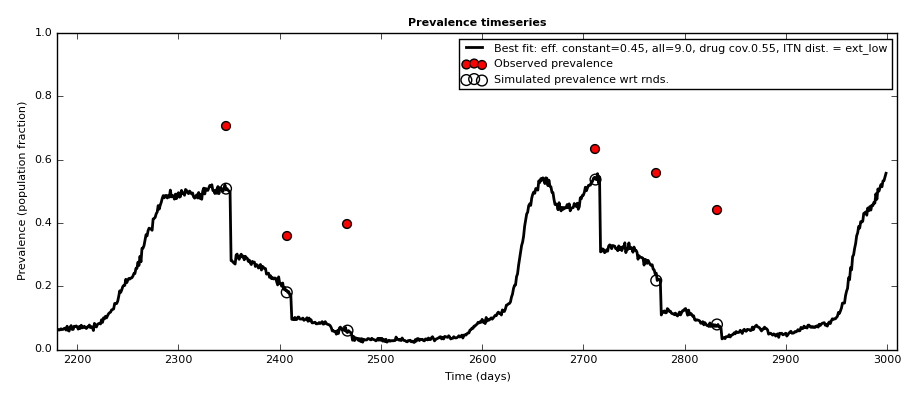 Prevalence timeseries
Best fit: eff. constant=0.45, all=9.0, drug cov.0.55, ITN dist. = ext_low
Observed prevalence
Simulated prevalence wrt rnds.
Prevalence (population fraction)
1.0
0.8
0.6
0.4
0.2
0.0
2200 2300 2400 2500 2600 2700 2800 2900 3000
Time (days)